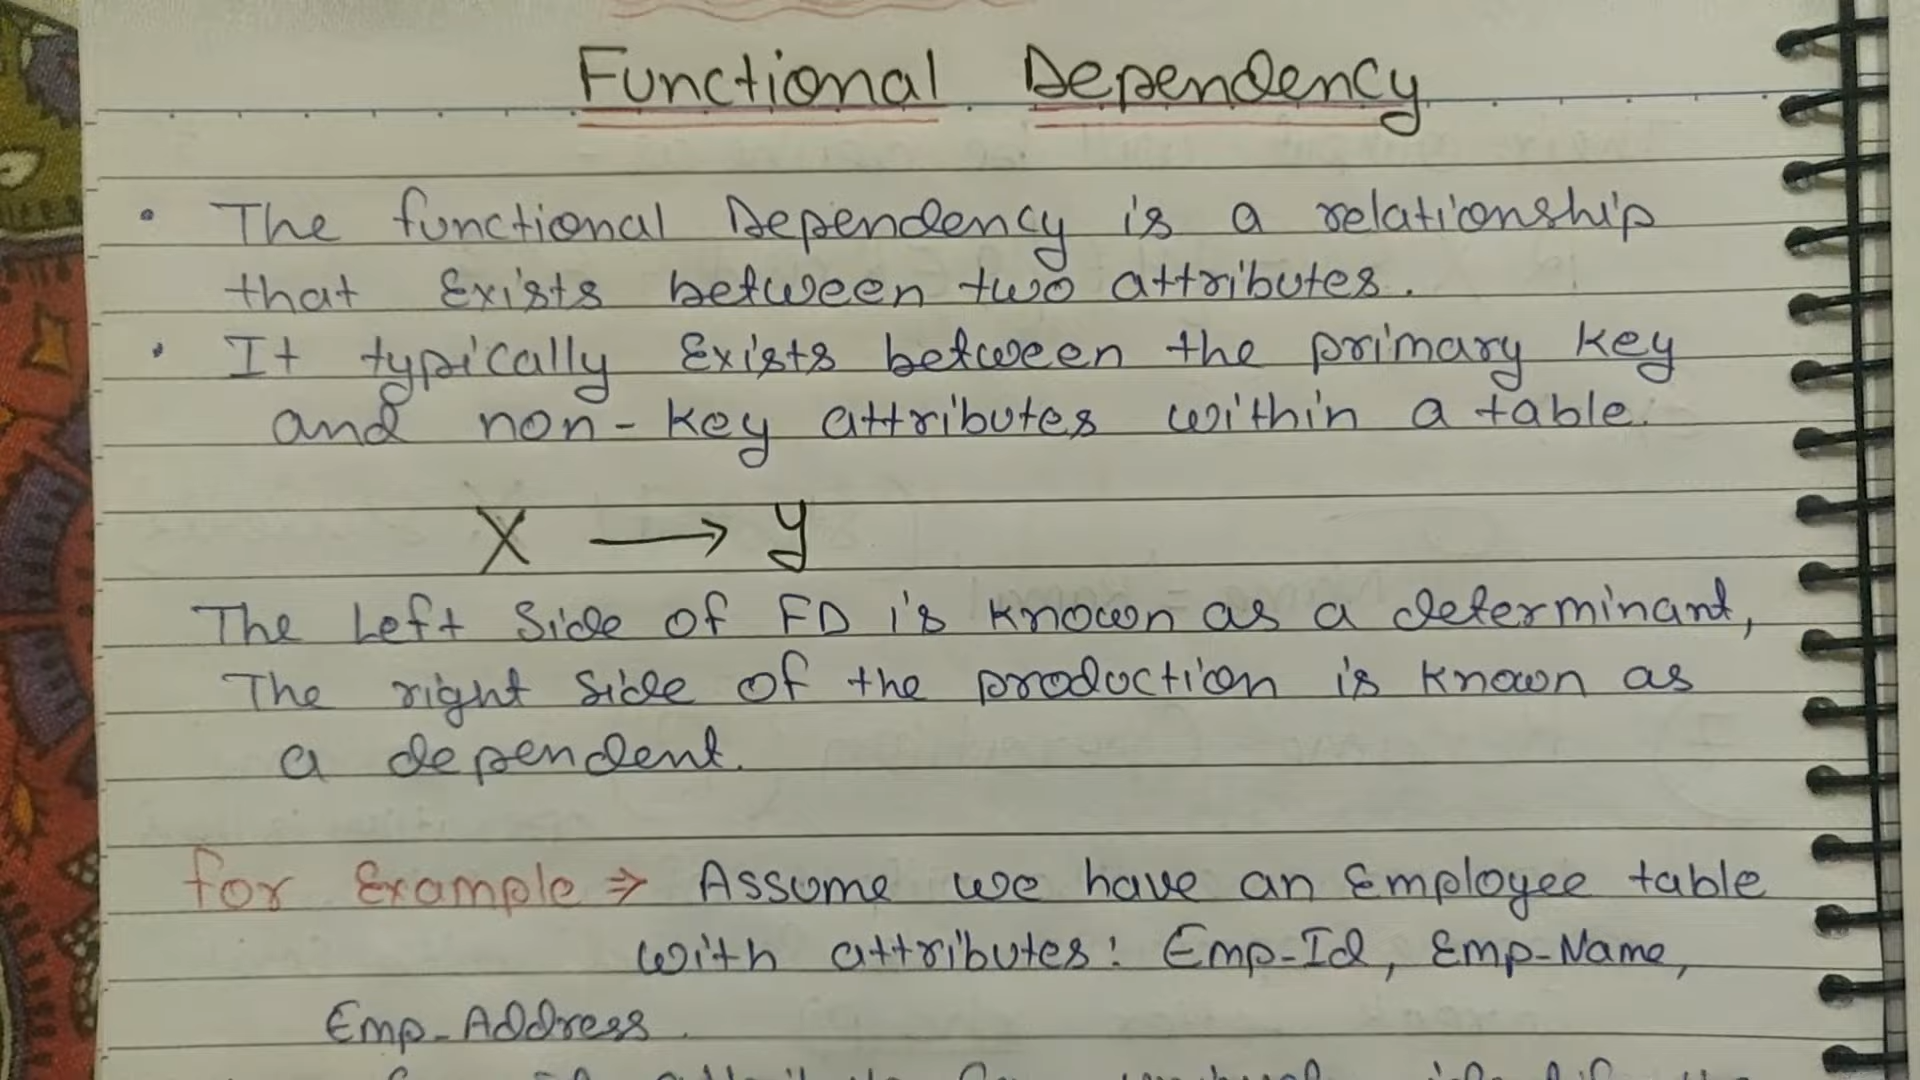 Functional Dependency
• The functional Dependency is a relationship
that Exists between two attributes.
• It typically Exists between the primary key
and non-key attributes within a table.
X → y
The Left Side of FD is known as a determinant,
The right side of the production is known as
a dependent.
for Example ⇒ Assume we have an Employee table
with attributes: Emp-Id, Emp-Name,
Emp-Address.